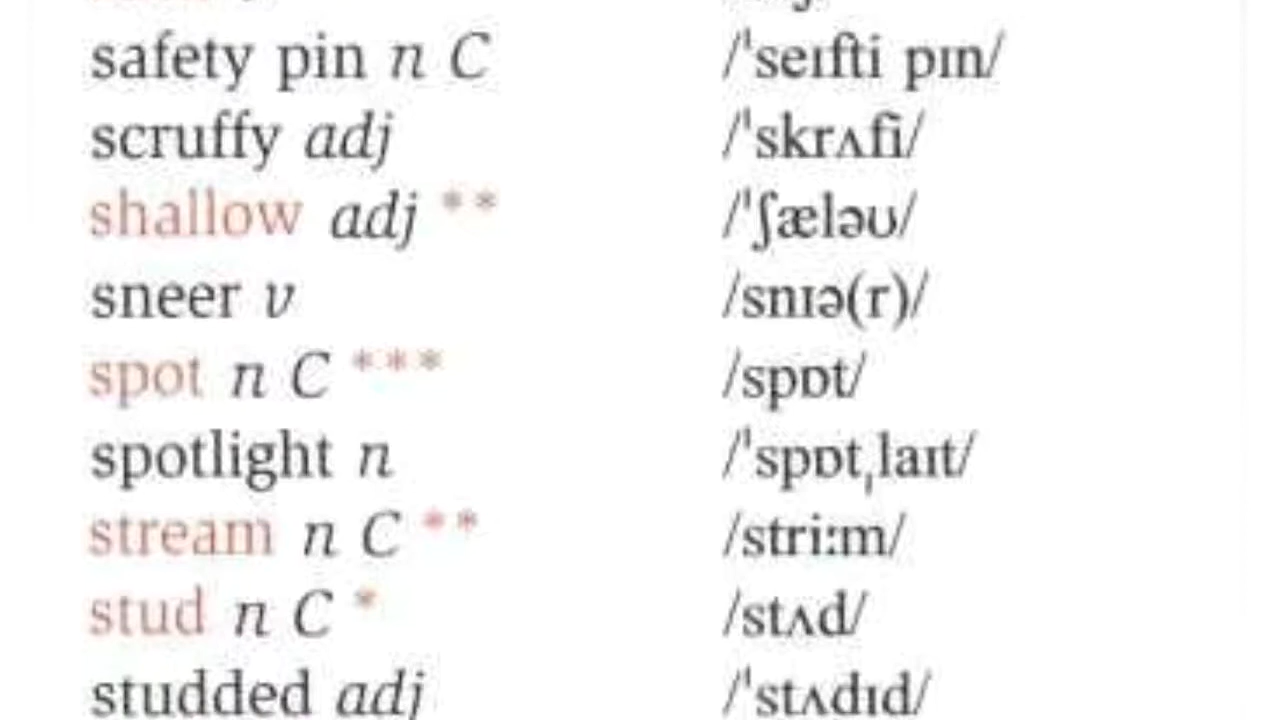 safety pin n C /ˈseɪfti pɪn/
scruffy adj /ˈskrʌfi/
shallow adj ** /ˈʃæləʊ/
sneer v /snɪə(r)/
spot n C *** /spɒt/
spotlight n /ˈspɒtˌlaɪt/
stream n C ** /striːm/
stud n C * /stʌd/
studded adj /ˈstʌdɪd/